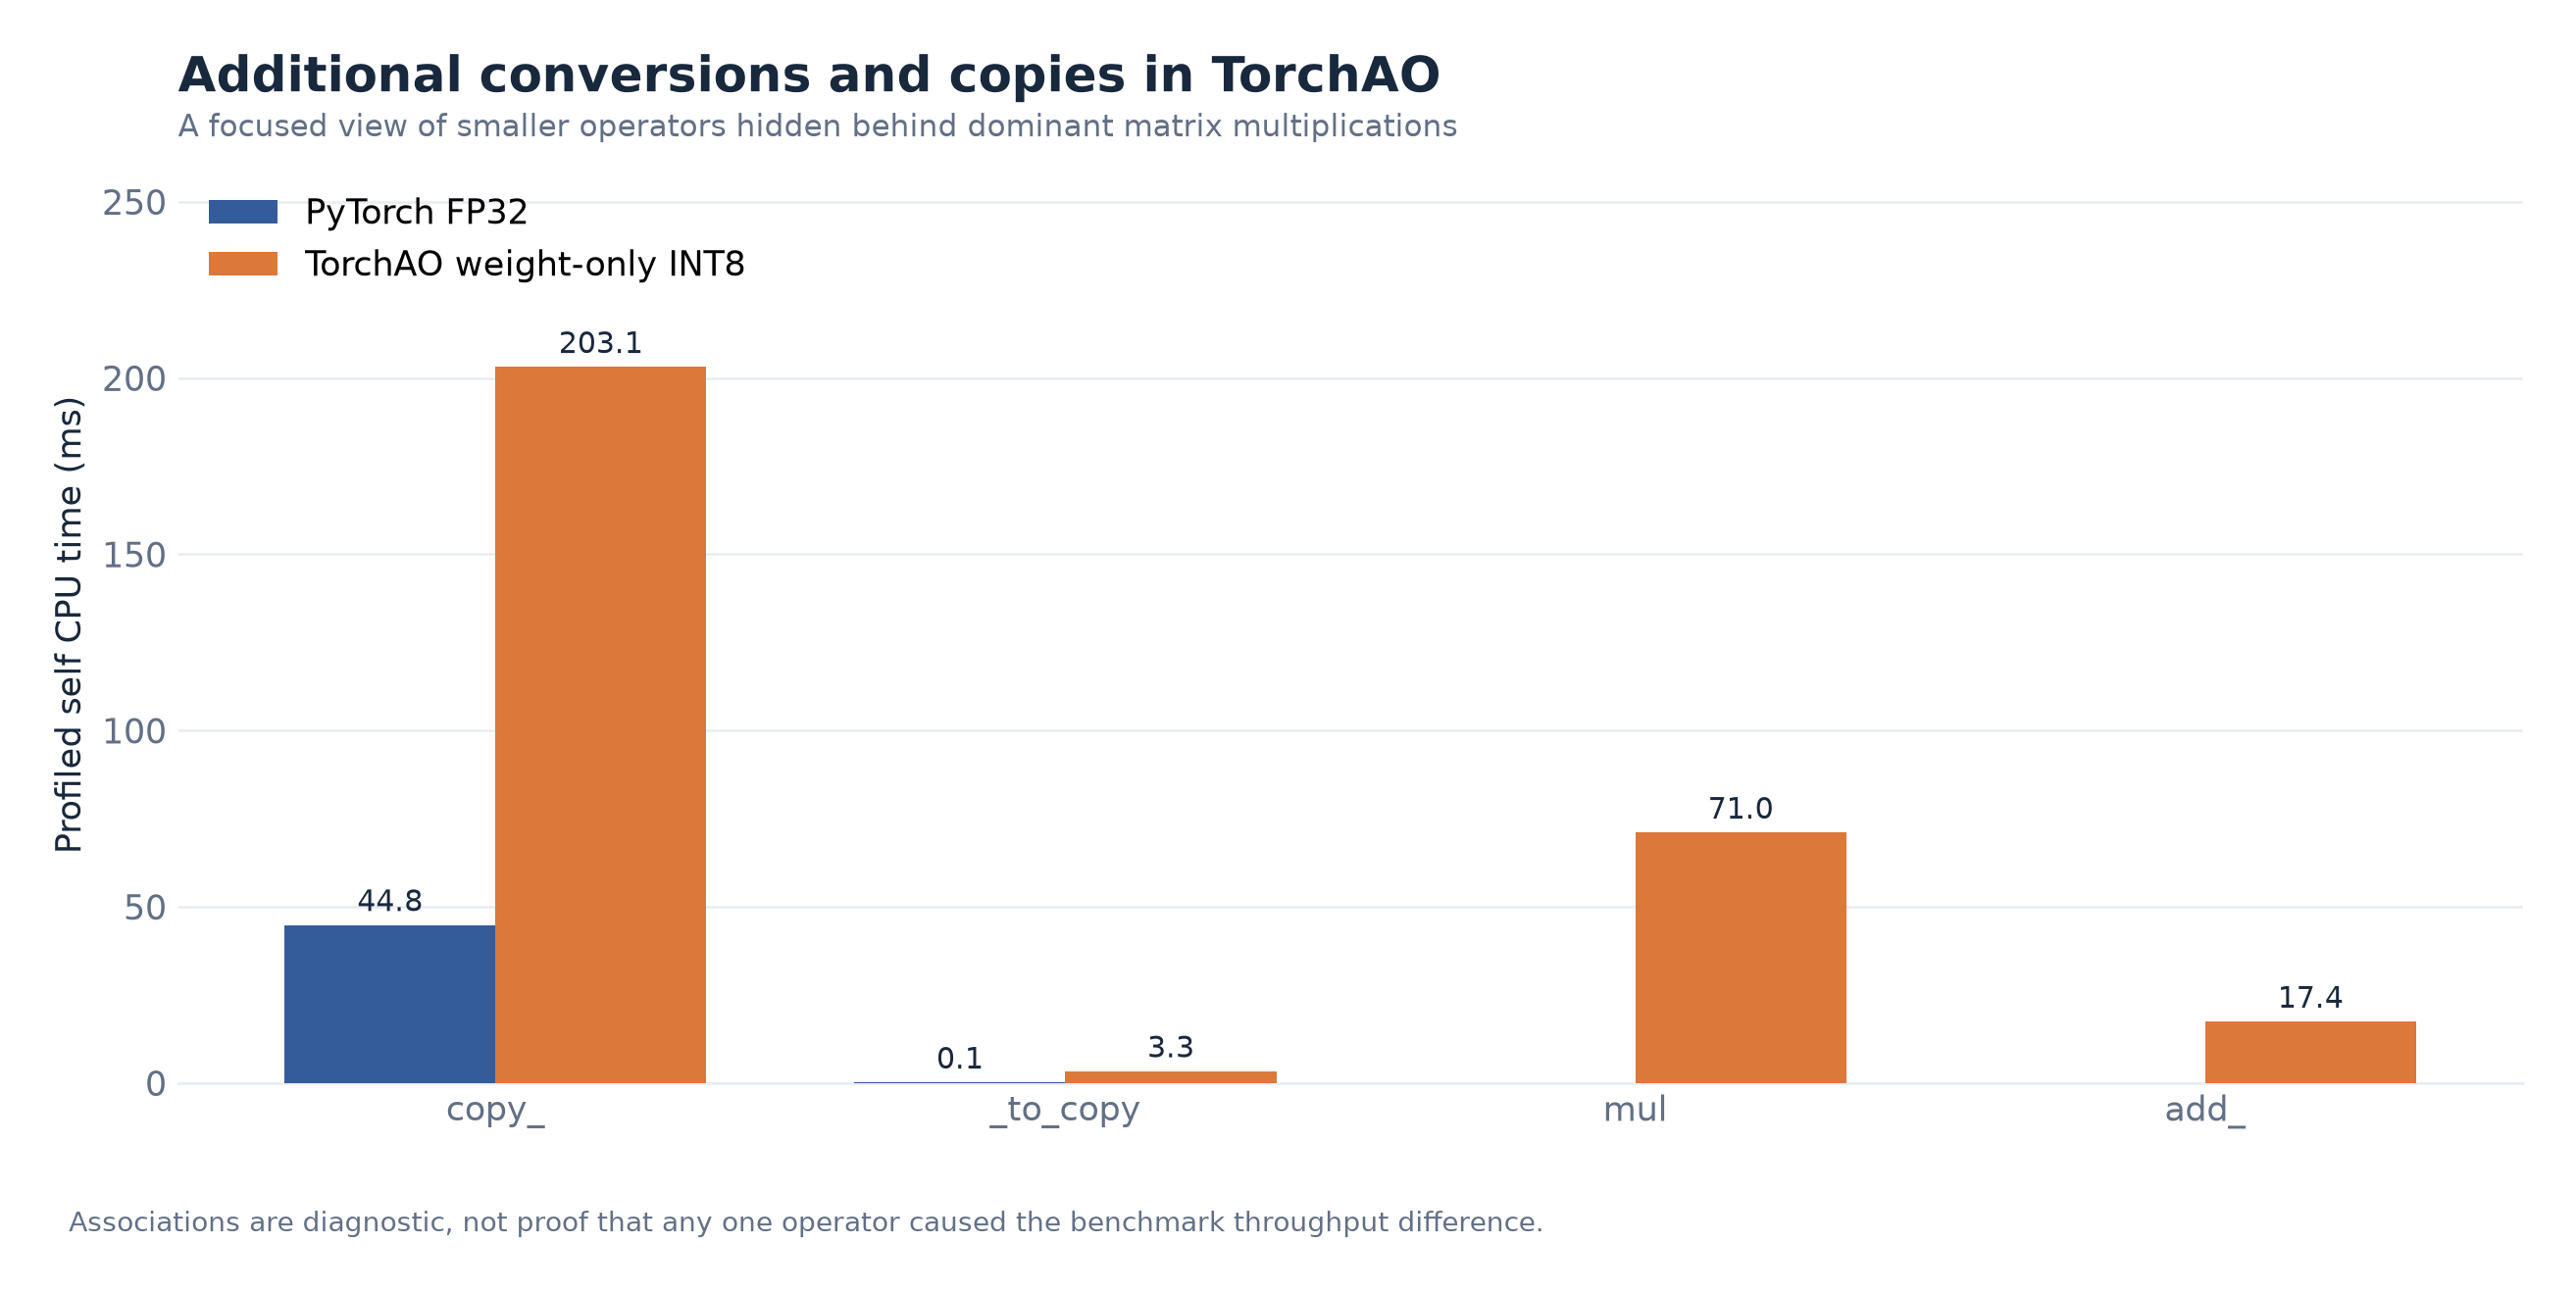 Additional conversions and copies in TorchAO
A focused view of smaller operators hidden behind dominant matrix multiplications
PyTorch FP32
TorchAO weight-only INT8
Profiled self CPU time (ms)
250
200
150
100
50
0
44.8
203.1
0.1
3.3
71.0
17.4
copy_
_to_copy
mul
add_
Associations are diagnostic, not proof that any one operator caused the benchmark throughput difference.